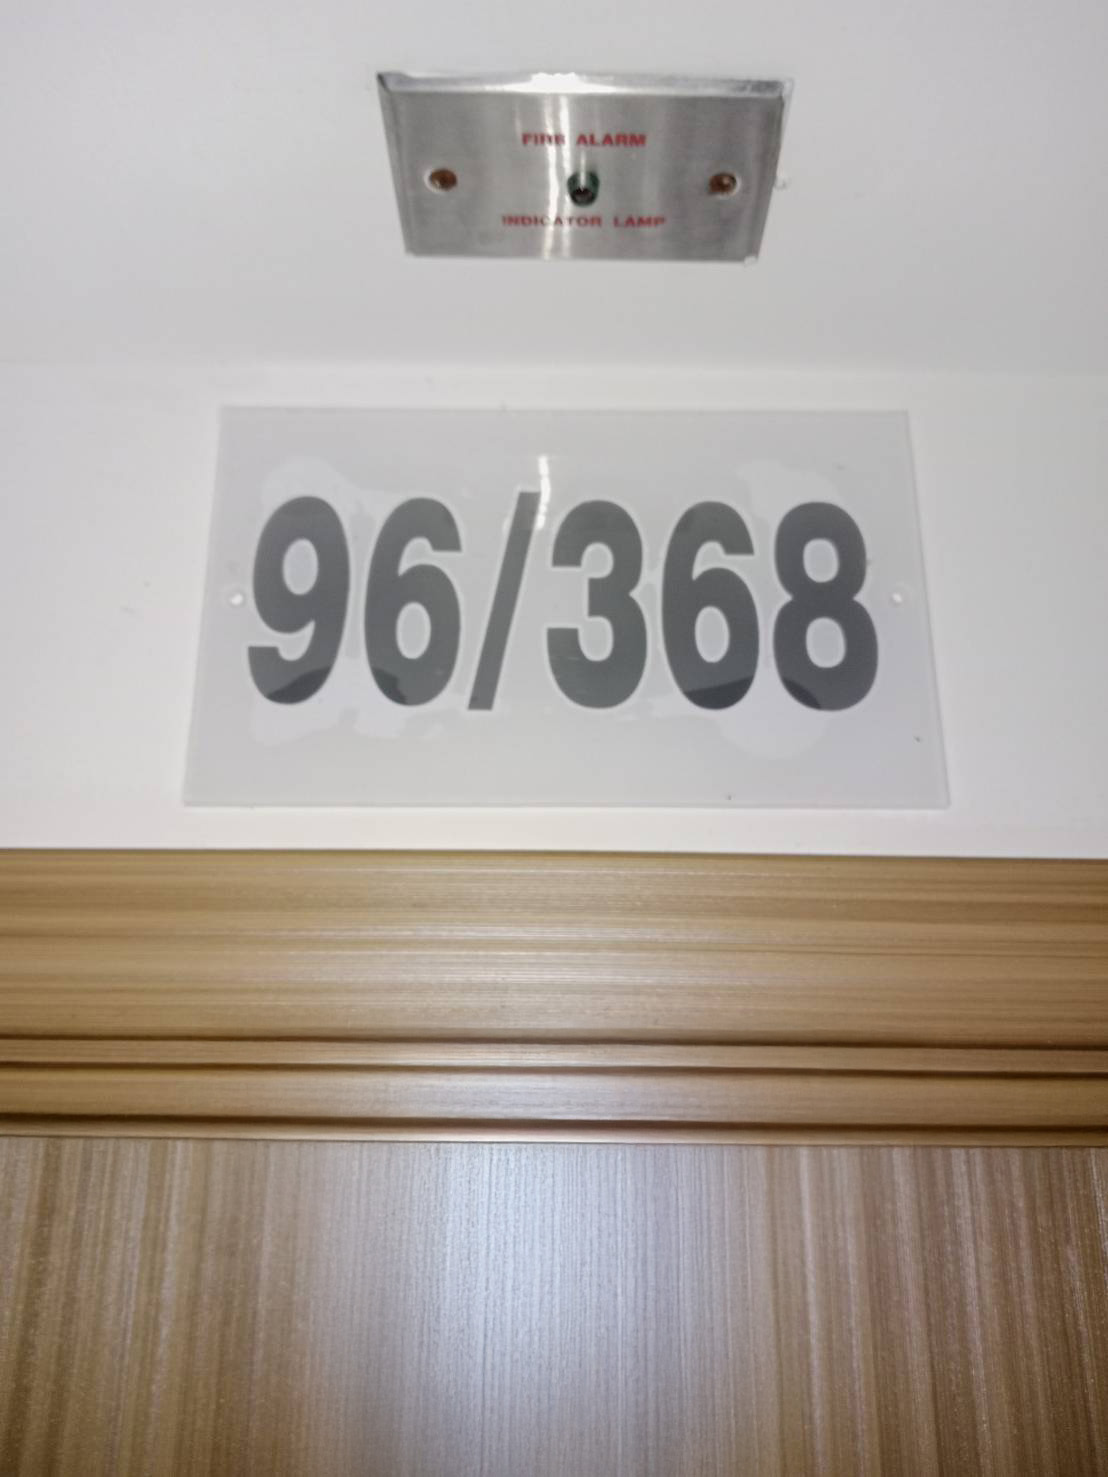 FIRE ALARM
INDICATOR LAMP
96/368